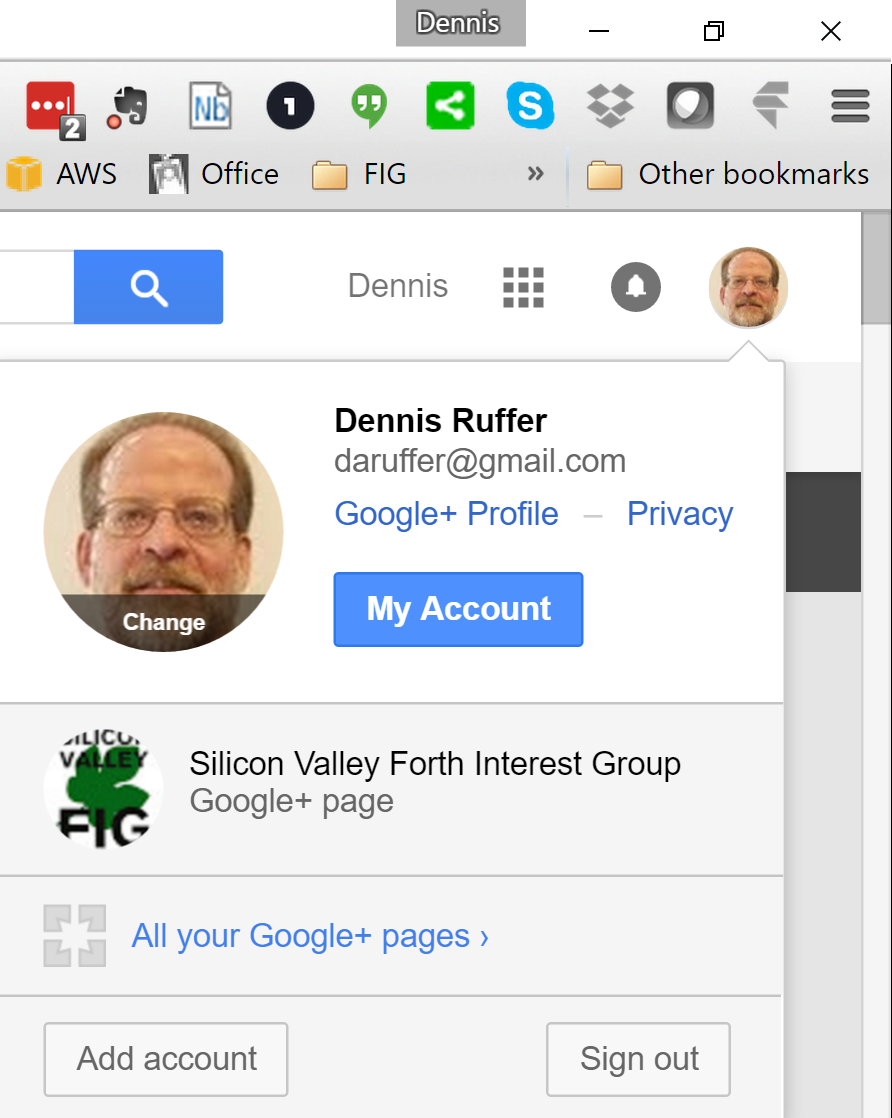 Dennis
2
Nb
1
S
AWS
Office
FIG
»
Other bookmarks
Dennis
Dennis Ruffer
daruffer@gmail.com
Google+ Profile – Privacy
Change
My Account
SILICON
VALLEY
FIG
Silicon Valley Forth Interest Group
Google+ page
All your Google+ pages ›
Add account
Sign out